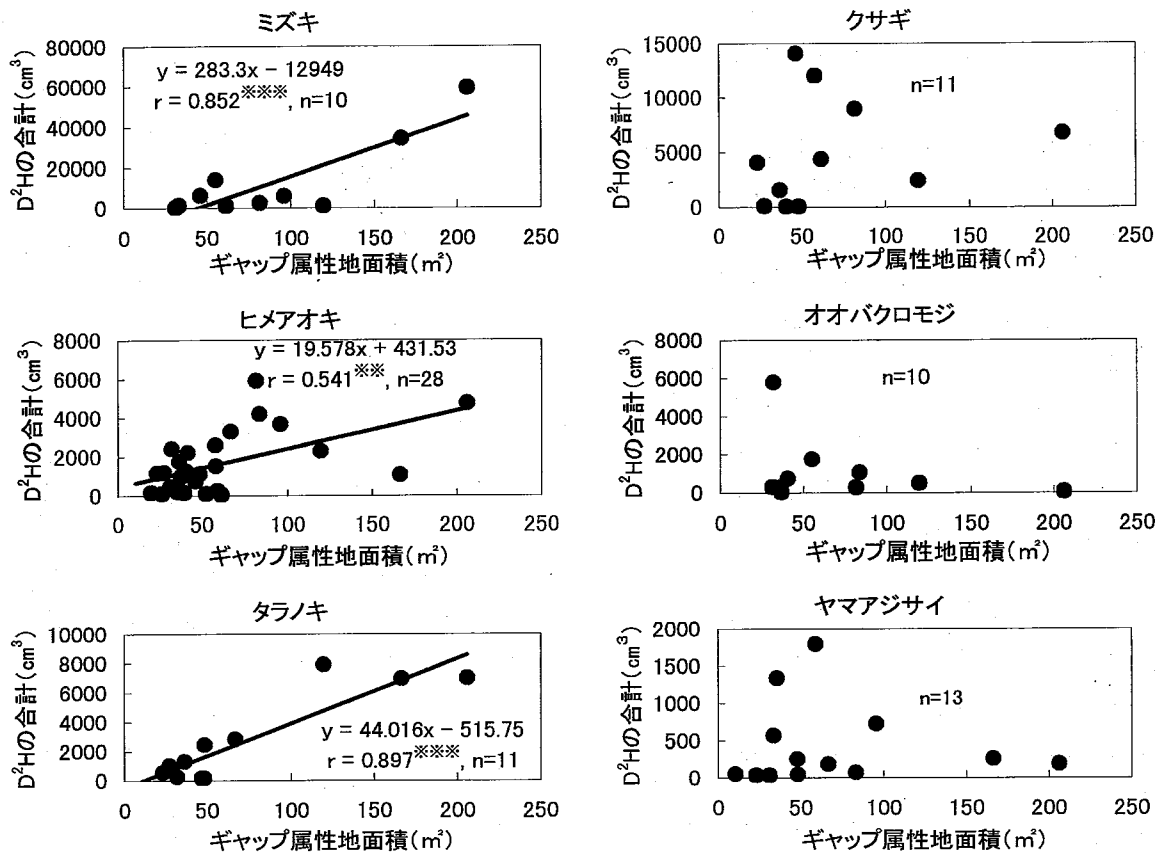 ミズキ
D²Hの合計(cm³)
80000
60000
40000
20000
0
y = 283.3x − 12949
r = 0.852※※※, n=10
0 50 100 150 200 250
ギャップ属性地面積(㎡)
クサギ
D²Hの合計(cm³)
15000
10000
5000
0
n=11
0 50 100 150 200 250
ギャップ属性地面積(㎡)
ヒメアオキ
D²Hの合計(cm³)
8000
6000
4000
2000
0
y = 19.578x + 431.53
r = 0.541※※, n=28
0 50 100 150 200 250
ギャップ属性地面積(㎡)
オオバクロモジ
D²Hの合計(cm³)
8000
6000
4000
2000
0
n=10
0 50 100 150 200 250
ギャップ属性地面積(㎡)
タラノキ
D²Hの合計(cm³)
10000
8000
6000
4000
2000
0
y = 44.016x − 515.75
r = 0.897※※※, n=11
0 50 100 150 200 250
ギャップ属性地面積(㎡)
ヤマアジサイ
D²Hの合計(cm³)
2000
1500
1000
500
0
n=13
0 50 100 150 200 250
ギャップ属性地面積(㎡)